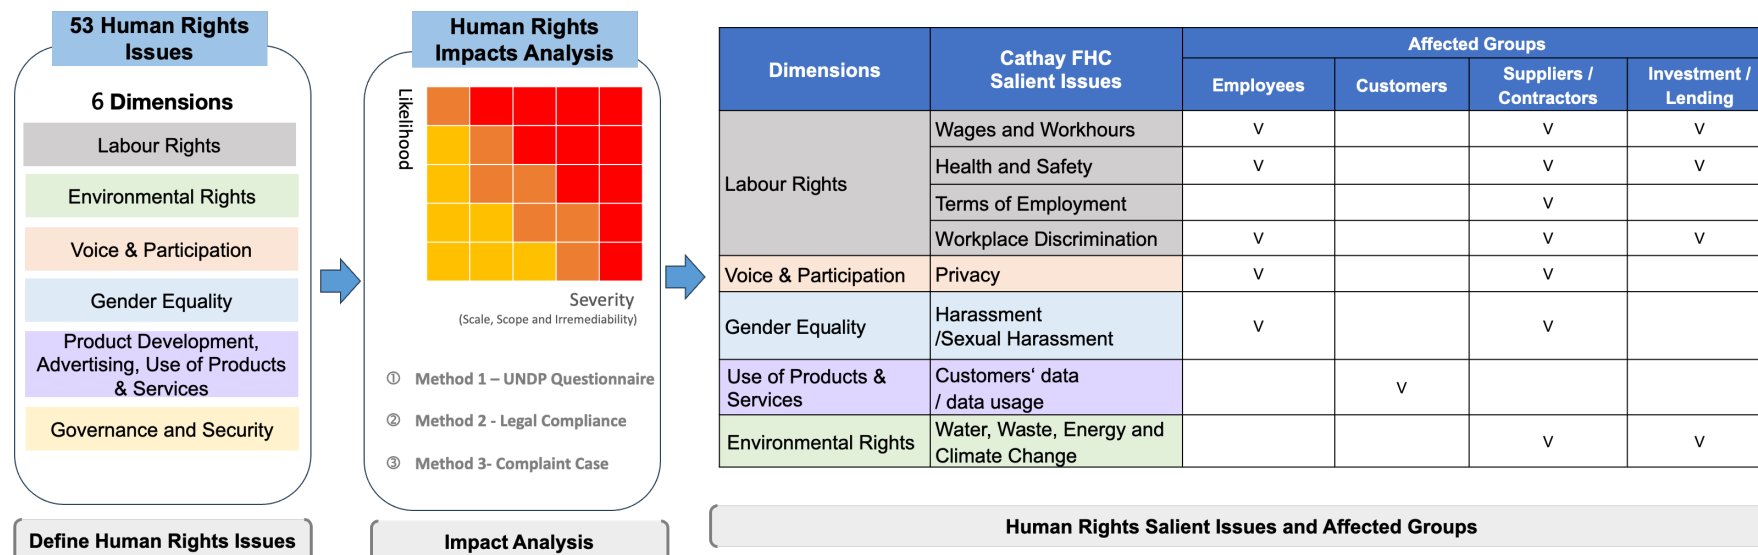 53 Human Rights
Issues
6 Dimensions
Labour Rights
Environmental Rights
Voice & Participation
Gender Equality
Product Development,
Advertising, Use of Products
& Services
Governance and Security
Define Human Rights Issues
Human Rights
Impacts Analysis
Likelihood
Severity
(Scale, Scope and Irremediability)
① Method 1 – UNDP Questionnaire
② Method 2 - Legal Compliance
③ Method 3- Complaint Case
Impact Analysis
Dimensions
Cathay FHC
Salient Issues
Affected Groups
Employees
Customers
Suppliers /
Contractors
Investment /
Lending
Labour Rights
Wages and Workhours V V V
Health and Safety V V V
Terms of Employment V
Workplace Discrimination V V V
Voice & Participation Privacy V V
Gender Equality
Harassment
/Sexual Harassment
V V
Use of Products &
Services
Customers‘ data
/ data usage
V
Environmental Rights
Water, Waste, Energy and
Climate Change
V V
Human Rights Salient Issues and Affected Groups